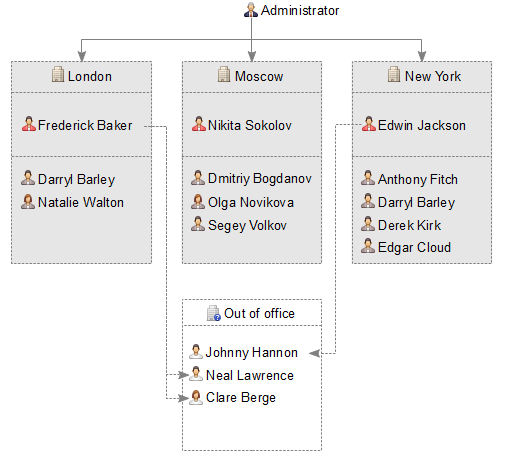 Administrator
London
Frederick Baker
Darryl Barley
Natalie Walton
Moscow
Nikita Sokolov
Dmitriy Bogdanov
Olga Novikova
Segey Volkov
New York
Edwin Jackson
Anthony Fitch
Darryl Barley
Derek Kirk
Edgar Cloud
Out of office
Johnny Hannon
Neal Lawrence
Clare Berge